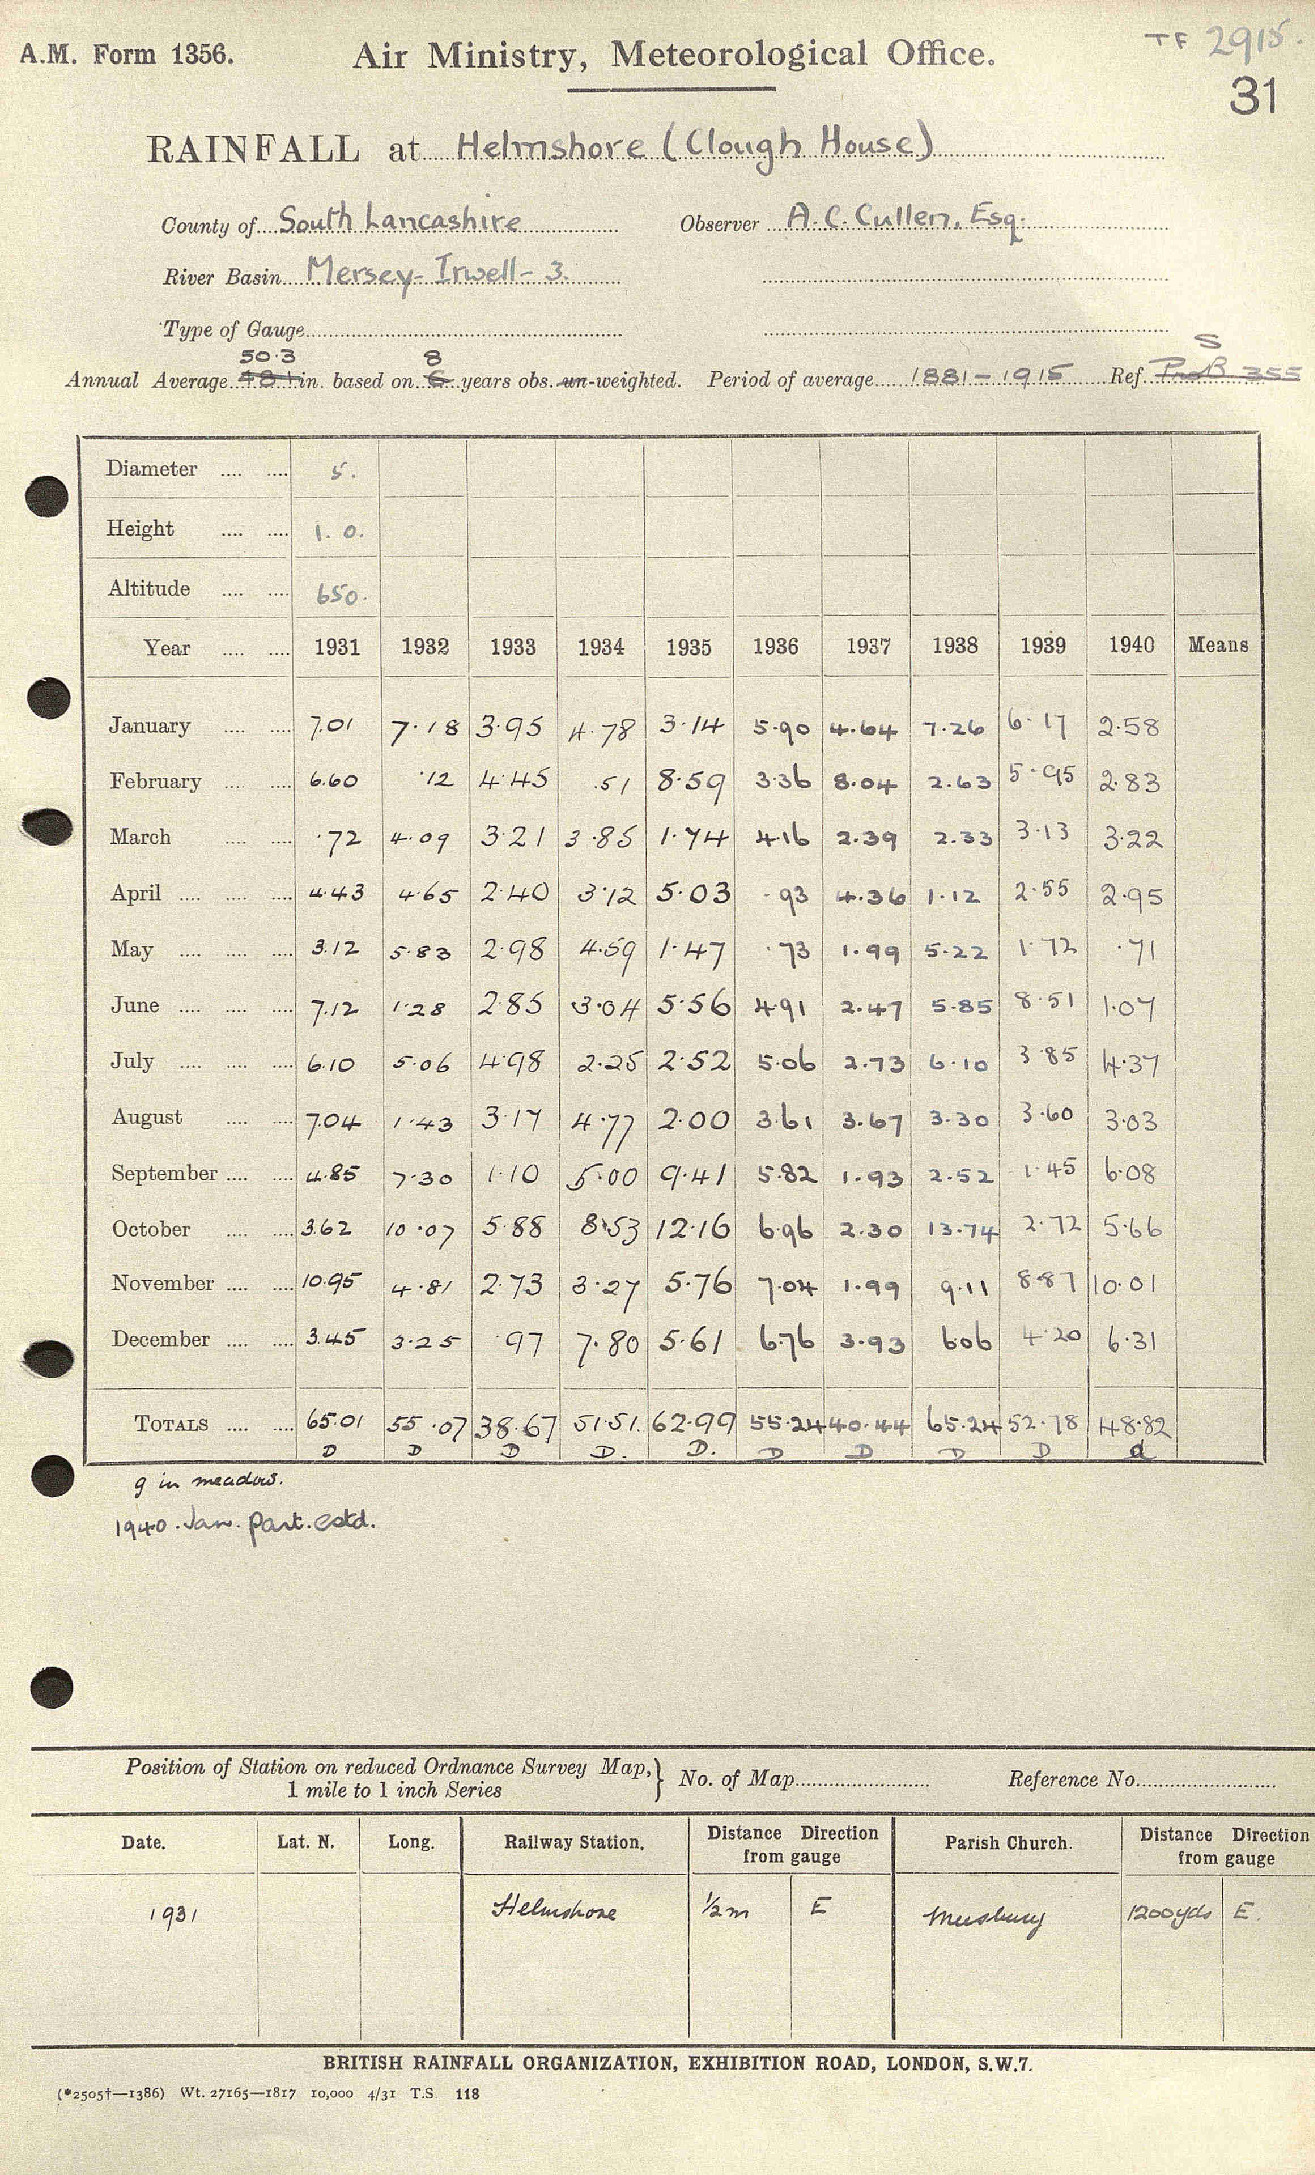 A.M. Form 1356. Air Ministry, Meteorological Office. TF 2915.
31
RAINFALL at Helmshore (Clough House)
County of South Lancashire Observer A.C. Cullen, Esq.
River Basin Mersey-Irwell-3.
Type of Gauge
50.3 8 S
Annual Average 48.1 in. based on 6 years obs. un-weighted. Period of average 1881-1915 Ref. Pro B 355
Diameter 5.
Height 1. 0.
Altitude 650.
Year 1931 1932 1933 1934 1935 1936 1937 1938 1939 1940 Means
January 7.01 7.18 3.95 4.78 3.14 5.90 4.64 7.26 6.17 2.58
February 6.60 .12 4.45 .51 8.59 3.36 8.04 2.63 5.95 2.83
March .72 4.09 3.21 3.85 1.74 4.16 2.39 2.33 3.13 3.22
April 4.43 4.65 2.40 3.12 5.03 .93 4.36 1.12 2.55 2.95
May 3.12 5.83 2.98 4.59 1.47 .73 1.99 5.22 1.72 .71
June 7.12 1.28 2.85 3.04 5.56 4.91 2.47 5.85 8.51 1.07
July 6.10 5.06 4.98 2.25 2.52 5.06 2.73 6.10 3.85 4.37
August 7.04 1.43 3.17 4.77 2.00 3.61 3.67 3.30 3.60 3.03
September 4.85 7.30 1.10 5.00 9.41 5.82 1.93 2.52 1.45 6.08
October 3.62 10.07 5.88 8.53 12.16 6.96 2.30 13.74 2.72 5.66
November 10.95 4.81 2.73 3.27 5.76 7.04 1.99 9.11 8.87 10.01
December 3.45 3.25 .97 7.80 5.61 6.76 3.93 6.06 4.20 6.31
TOTALS 65.01 55.07 38.67 51.51. 62.99 55.24 40.44 65.24 52.78 48.82
D D D D. D. D D D D d
g in meadows.
1940. Jan. part. estd.
Position of Station on reduced Ordnance Survey Map, } No. of Map Reference No.
1 mile to 1 inch Series
Date. Lat. N. Long. Railway Station. Distance Direction from gauge Parish Church. Distance Direction from gauge
1931 Helmshore 1/2 m E Musbury 1200 yds E.
BRITISH RAINFALL ORGANIZATION, EXHIBITION ROAD, LONDON, S.W.7.
(*2505†—1386) Wt. 27165—1817 10,000 4/31 T.S 118